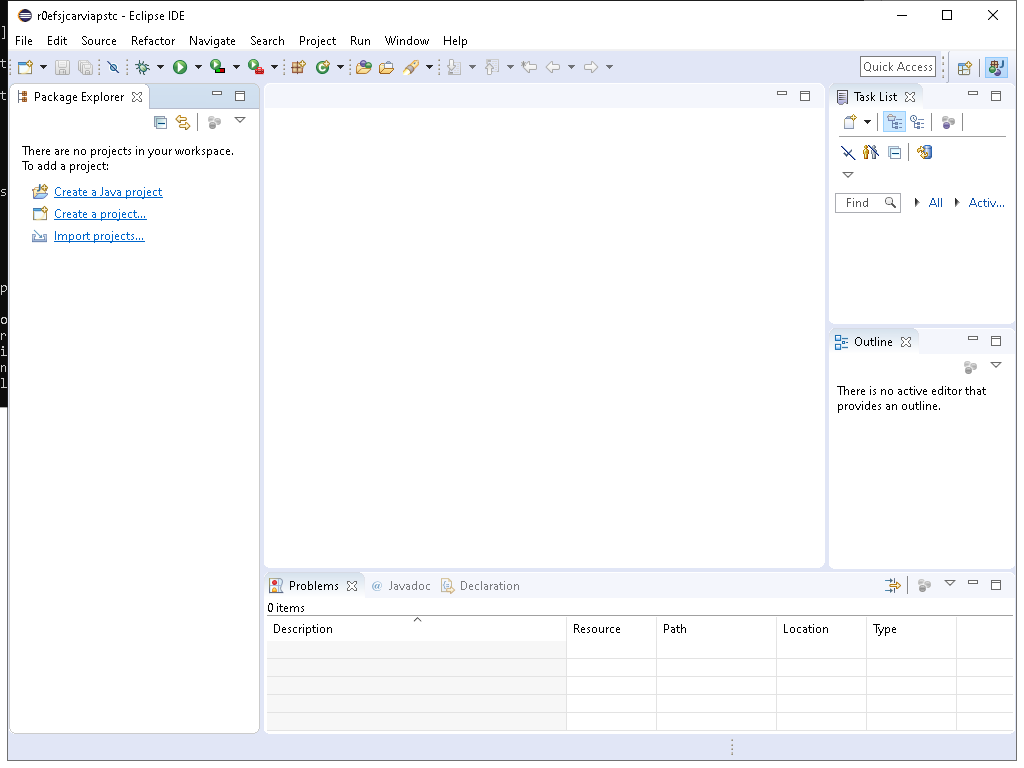 r0efsjcarviapstc - Eclipse IDE
File Edit Source Refactor Navigate Search Project Run Window Help
Quick Access
Package Explorer
There are no projects in your workspace.
To add a project:
Create a Java project
Create a project...
Import projects...
Task List
Find All Activ...
Outline
There is no active editor that
provides an outline.
Problems @ Javadoc Declaration
0 items
Description Resource Path Location Type